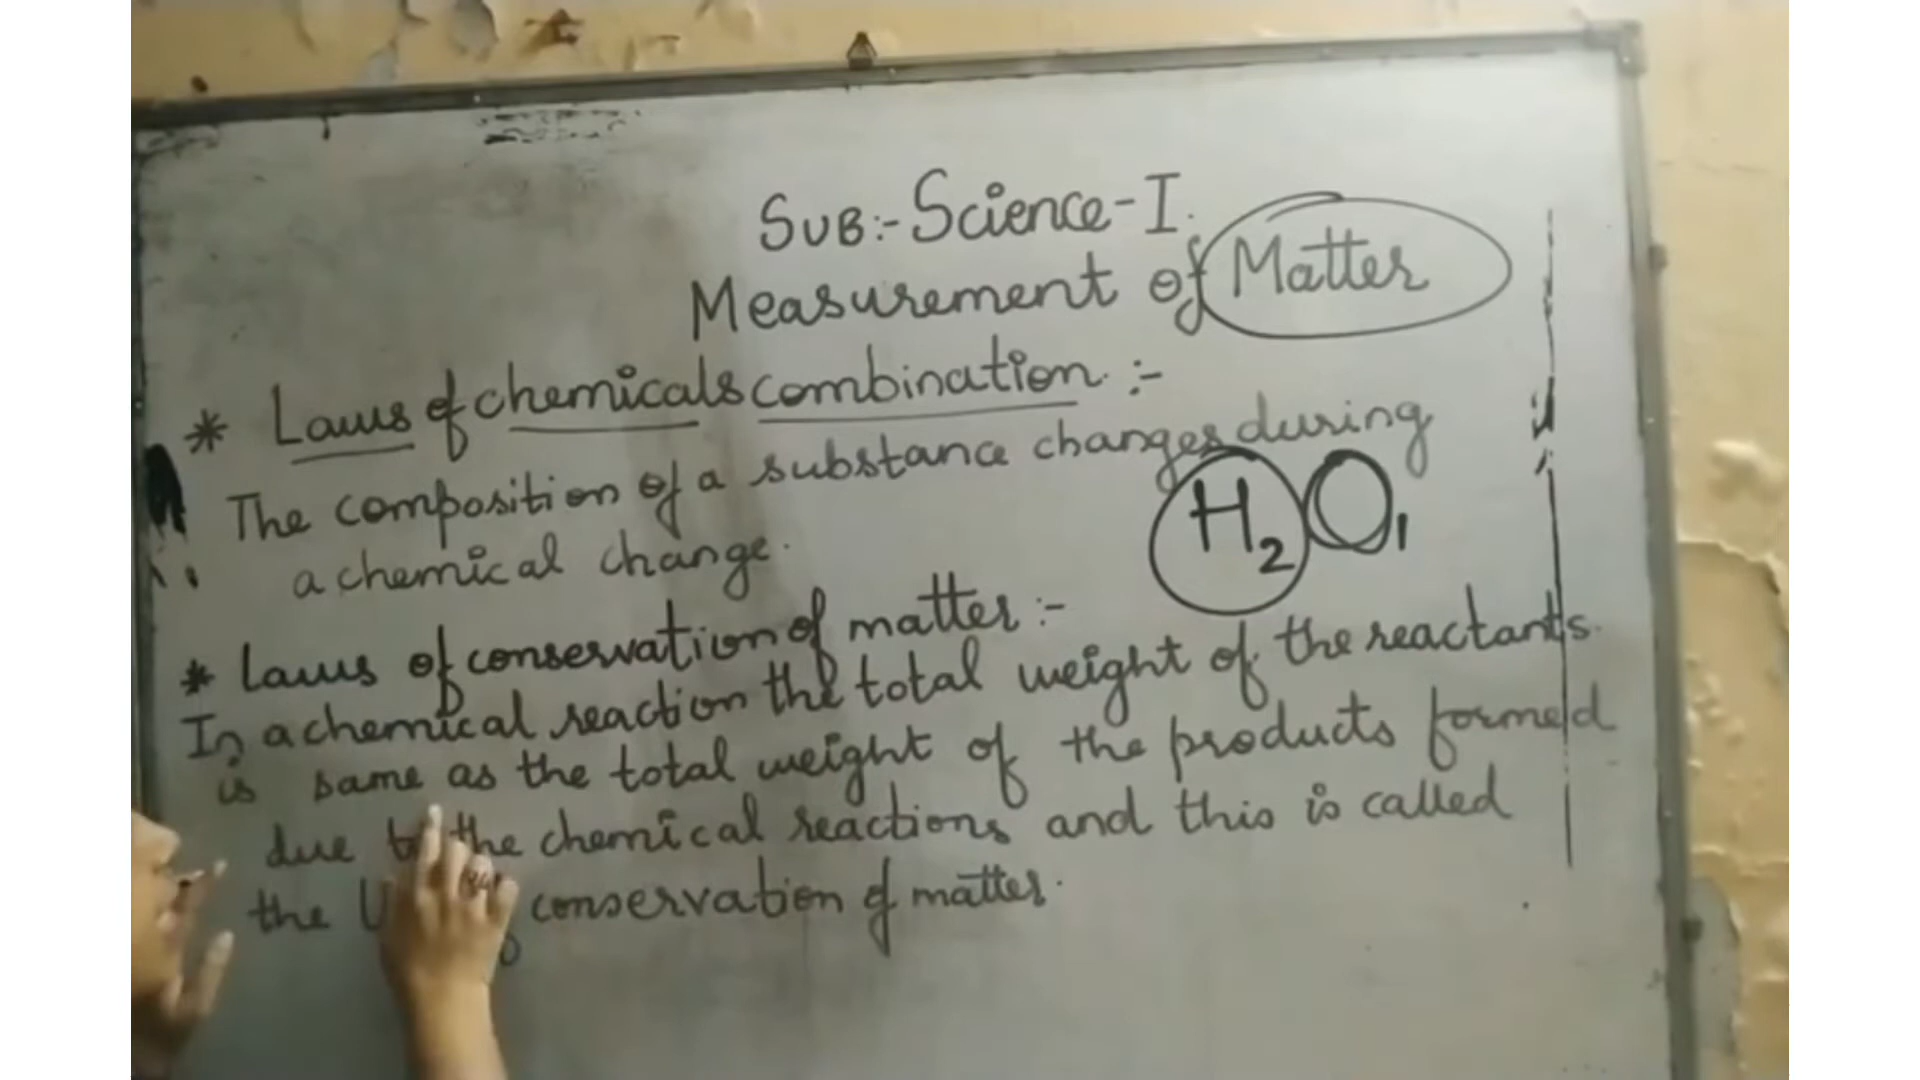 SUB:- Science-I.
Measurement of Matter
* Laws of chemicals combination :-
The composition of a substance changes during
a chemical change.
H2O1
* Laws of conservation of matter :-
In a chemical reaction the total weight of the reactants.
is same as the total weight of the products formed
due to the chemical reactions and this is called
the conservation of matter.